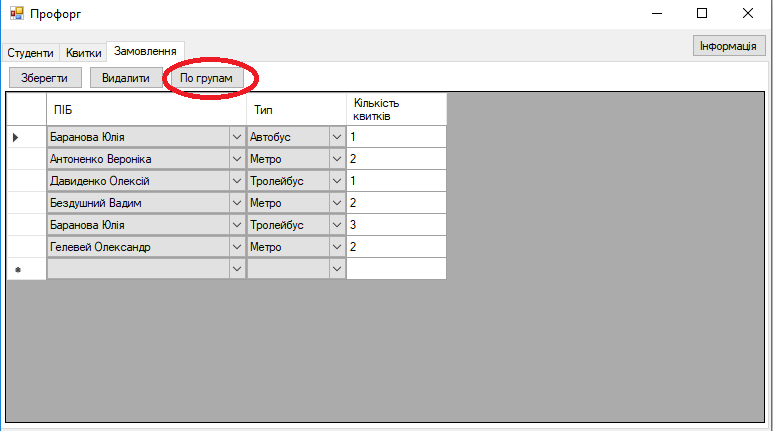 Профорг
Студенти Квитки Замовлення Інформація
Зберегти Видалити По групам
ПІБ Тип Кількість квитків
Баранова Юлія Автобус 1
Антоненко Вероніка Метро 2
Давиденко Олексій Тролейбус 1
Бездушний Вадим Метро 2
Баранова Юлія Тролейбус 3
Гелевей Олександр Метро 2